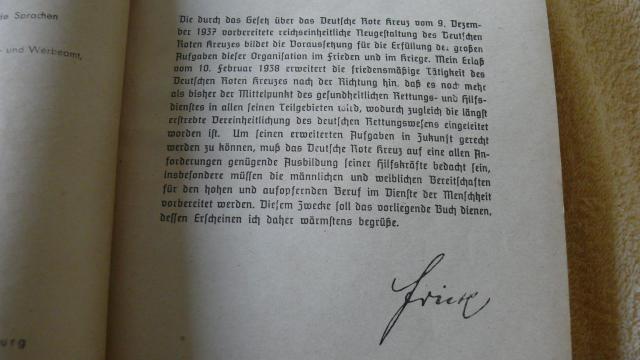 Sprachen
- und Werbeamt,
urg
Die durch das Gesetz über das Deutsche Rote Kreuz vom 9. Dezem-
ber 1937 vorbereitete reichseinheitliche Neugestaltung des Deutschen
Roten Kreuzes bildet die Voraussetzung für die Erfüllung der großen
Aufgaben dieser Organisation im Frieden und im Kriege. Mein Erlaß
vom 10. Februar 1938 erweitert die friedensmäßige Tätigkeit des
Deutschen Roten Kreuzes nach der Richtung hin, daß es noch mehr
als bisher der Mittelpunkt des gesundheitlichen Rettungs- und Hilfs-
dienstes in allen seinen Teilgebieten wird, wodurch zugleich die längst
erstrebte Vereinheitlichung des deutschen Rettungswesens eingeleitet
worden ist. Um seinen erweiterten Aufgaben in Zukunft gerecht
werden zu können, muß das Deutsche Rote Kreuz auf eine allen An-
forderungen genügende Ausbildung seiner Hilfskräfte bedacht sein,
insbesondere müssen die männlichen und weiblichen Bereitschaften
für den hohen und aufopfernden Beruf im Dienste der Menschheit
vorbereitet werden. Diesem Zwecke soll das vorliegende Buch dienen,
dessen Erscheinen ich daher wärmstens begrüße.
Frick